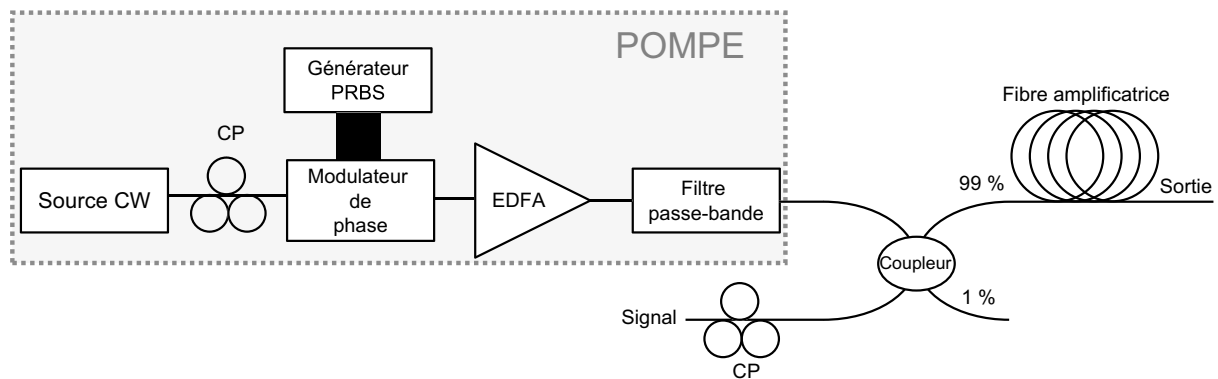 POMPE
Générateur
PRBS
CP
Source CW
Modulateur
de
phase
EDFA
Filtre
passe-bande
Fibre amplificatrice
99 %
Sortie
Coupleur
1 %
Signal
CP